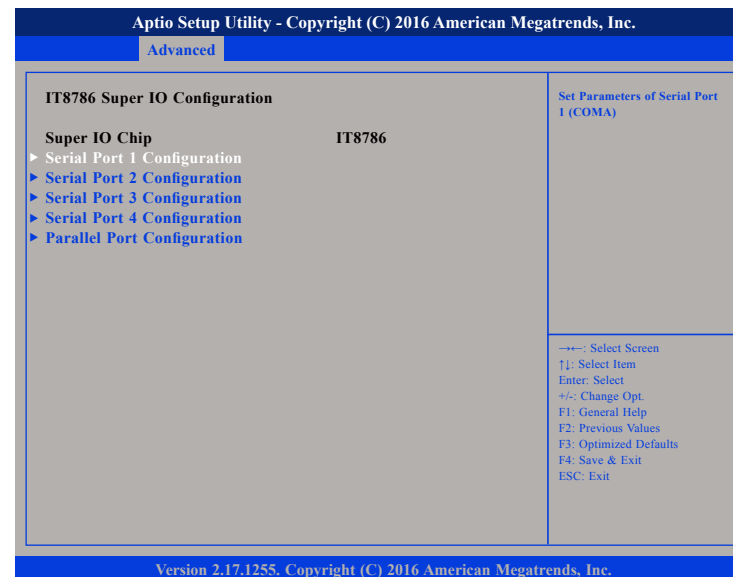 Aptio Setup Utility - Copyright (C) 2016 American Megatrends, Inc.
Advanced
IT8786 Super IO Configuration
Super IO Chip IT8786
► Serial Port 1 Configuration
► Serial Port 2 Configuration
► Serial Port 3 Configuration
► Serial Port 4 Configuration
► Parallel Port Configuration
Set Parameters of Serial Port
1 (COMA)
→←: Select Screen
↑↓: Select Item
Enter: Select
+/-: Change Opt.
F1: General Help
F2: Previous Values
F3: Optimized Defaults
F4: Save & Exit
ESC: Exit
Version 2.17.1255. Copyright (C) 2016 American Megatrends, Inc.